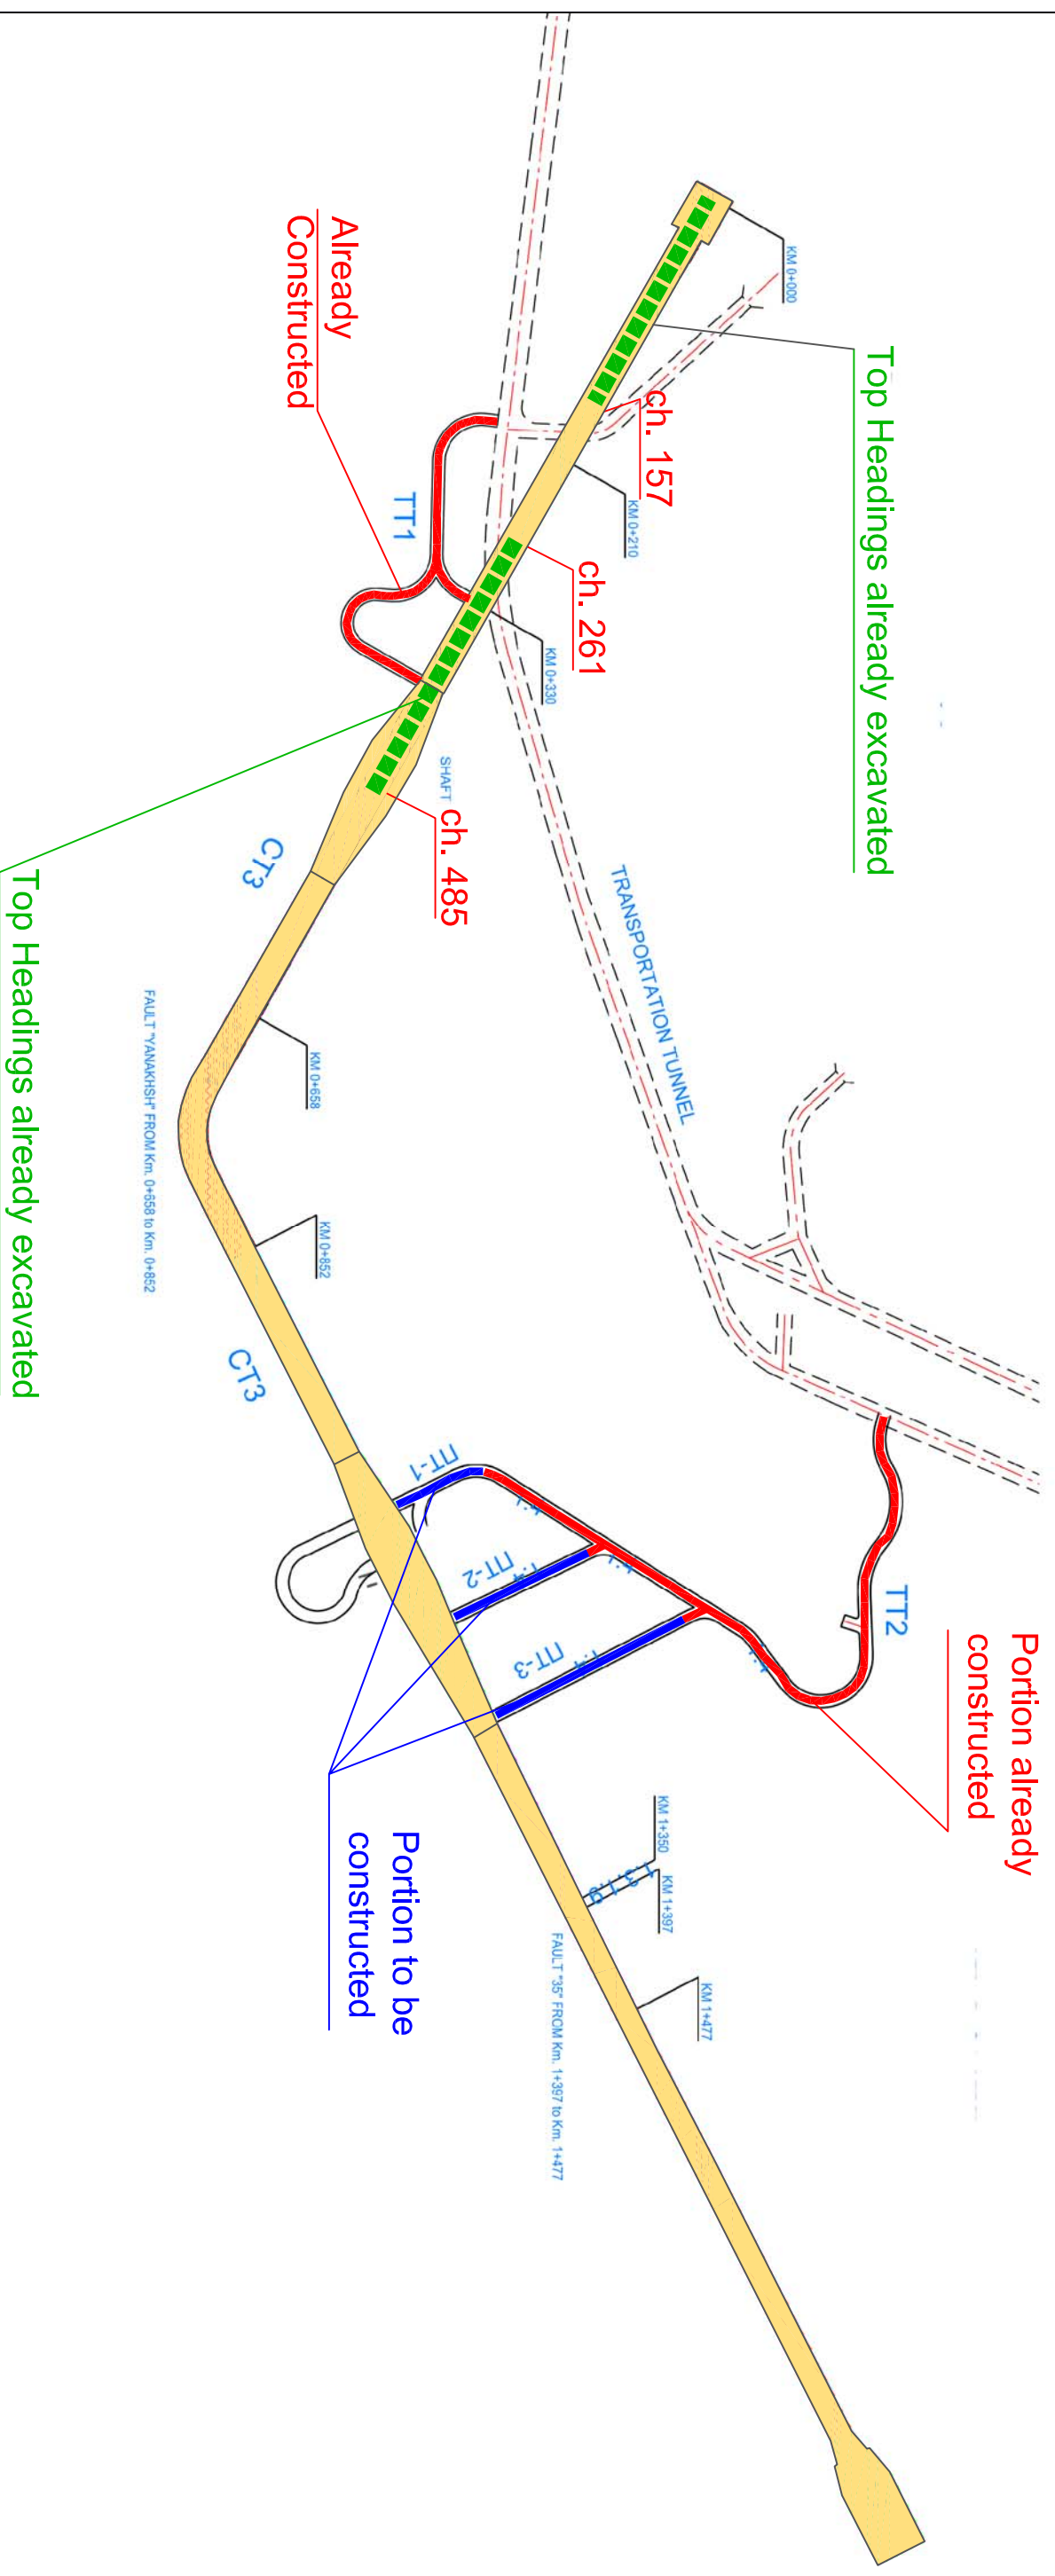 KM 0+000
Top Headings already excavated
ch. 157
KM 0+210
Already
Constructed
TT1
ch. 261
KM 0+330
SHAFT
ch. 485
CT3
Top Headings already excavated
TRANSPORTATION TUNNEL
FAULT "YANAKHSH" FROM Km. 0+658 to Km. 0+852
KM 0+658
KM 0+852
CT3
ПТ-1
ПТ-2
ПТ-3
TT2
Portion already
constructed
Portion to be
constructed
KM 1+350
KM 1+397
KM 1+477
FAULT "35" FROM Km. 1+397 to Km. 1+477